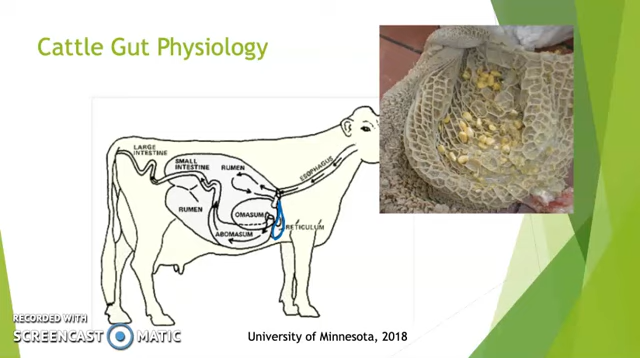 Cattle Gut Physiology
LARGE
INTESTINE
SMALL
INTESTINE
RUMEN
ESOPHAGUS
RUMEN
OMASUM
RETICULUM
ABOMASUM
RECORDED WITH
SCREENCAST MATIC
University of Minnesota, 2018